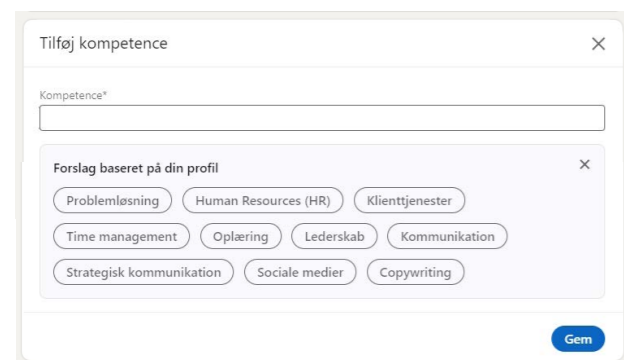 Tilføj kompetence
Kompetence*
Forslag baseret på din profil
Problemløsning Human Resources (HR) Klienttjenester
Time management Oplæring Lederskab Kommunikation
Strategisk kommunikation Sociale medier Copywriting
Gem